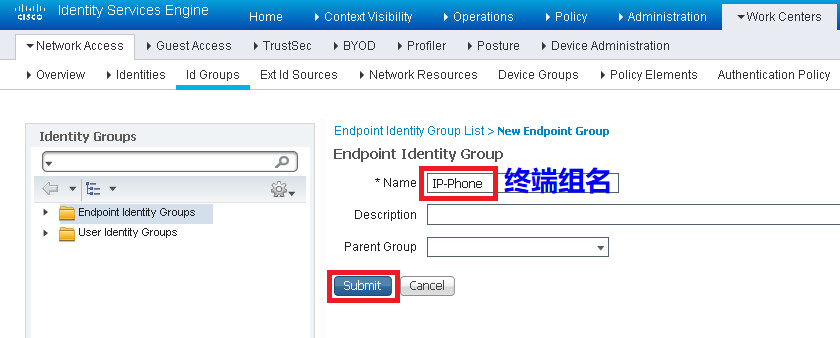 cisco Identity Services Engine Home Context Visibility Operations Policy Administration Work Centers
Network Access Guest Access TrustSec BYOD Profiler Posture Device Administration
Overview Identities Id Groups Ext Id Sources Network Resources Device Groups Policy Elements Authentication Policy
Identity Groups
Endpoint Identity Groups
User Identity Groups
Endpoint Identity Group List > New Endpoint Group
Endpoint Identity Group
* Name IP-Phone 终端组名
Description
Parent Group
Submit Cancel